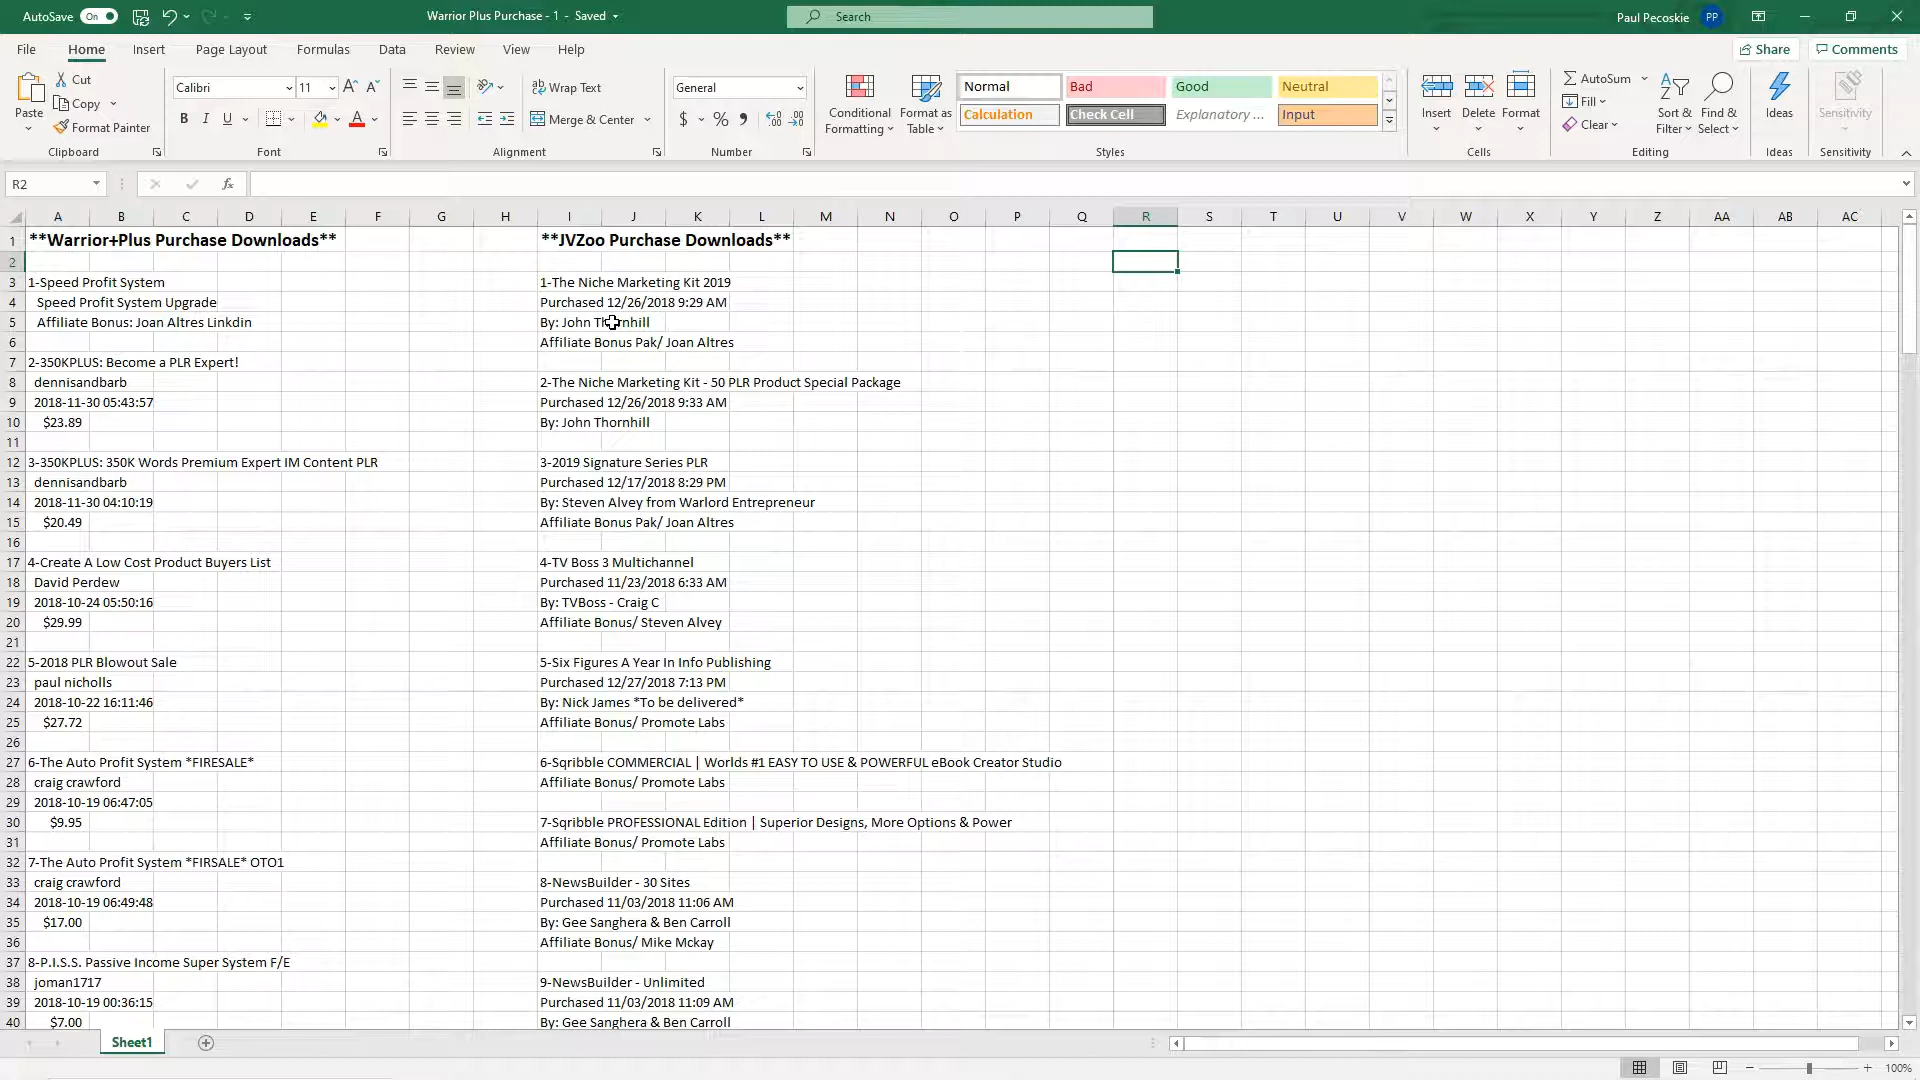 AutoSave On
Warrior Plus Purchase - 1 - Saved
Search
Paul Pecoskie PP
File Home Insert Page Layout Formulas Data Review View Help
Share Comments
Paste
Cut
Copy
Format Painter
Calibri 11
B I U
Wrap Text
Merge & Center
General
$ % ,
Conditional Formatting
Format as Table
Normal Bad Good Neutral
Calculation Check Cell Explanatory ... Input
Insert Delete Format
AutoSum
Fill
Clear
Sort & Filter
Find & Select
Ideas
Sensitivity
Clipboard Font Alignment Number Styles Cells Editing Ideas Sensitivity
R2 fx
A B C D E F G H I J K L M N O P Q R S T U V W X Y Z AA AB AC
1 **Warrior+Plus Purchase Downloads** **JVZoo Purchase Downloads**
2
3 1-Speed Profit System 1-The Niche Marketing Kit 2019
4 Speed Profit System Upgrade Purchased 12/26/2018 9:29 AM
5 Affiliate Bonus: Joan Altres Linkdin By: John Thornhill
6 Affiliate Bonus Pak/ Joan Altres
7 2-350KPLUS: Become a PLR Expert!
8 dennisandbarb 2-The Niche Marketing Kit - 50 PLR Product Special Package
9 2018-11-30 05:43:57 Purchased 12/26/2018 9:33 AM
10 $23.89 By: John Thornhill
11
12 3-350KPLUS: 350K Words Premium Expert IM Content PLR 3-2019 Signature Series PLR
13 dennisandbarb Purchased 12/17/2018 8:29 PM
14 2018-11-30 04:10:19 By: Steven Alvey from Warlord Entrepreneur
15 $20.49 Affiliate Bonus Pak/ Joan Altres
16
17 4-Create A Low Cost Product Buyers List 4-TV Boss 3 Multichannel
18 David Perdew Purchased 11/23/2018 6:33 AM
19 2018-10-24 05:50:16 By: TVBoss - Craig C
20 $29.99 Affiliate Bonus/ Steven Alvey
21
22 5-2018 PLR Blowout Sale 5-Six Figures A Year In Info Publishing
23 paul nicholls Purchased 12/27/2018 7:13 PM
24 2018-10-22 16:11:46 By: Nick James *To be delivered*
25 $27.72 Affiliate Bonus/ Promote Labs
26
27 6-The Auto Profit System *FIRESALE* 6-Sqribble COMMERCIAL | Worlds #1 EASY TO USE & POWERFUL eBook Creator Studio
28 craig crawford Affiliate Bonus/ Promote Labs
29 2018-10-19 06:47:05
30 $9.95 7-Sqribble PROFESSIONAL Edition | Superior Designs, More Options & Power
31 Affiliate Bonus/ Promote Labs
32 7-The Auto Profit System *FIRSALE* OTO1
33 craig crawford 8-NewsBuilder - 30 Sites
34 2018-10-19 06:49:48 Purchased 11/03/2018 11:06 AM
35 $17.00 By: Gee Sanghera & Ben Carroll
36 Affiliate Bonus/ Mike Mckay
37 8-P.I.S.S. Passive Income Super System F/E
38 joman1717 9-NewsBuilder - Unlimited
39 2018-10-19 00:36:15 Purchased 11/03/2018 11:09 AM
40 $7.00 By: Gee Sanghera & Ben Carroll
Sheet1
100%